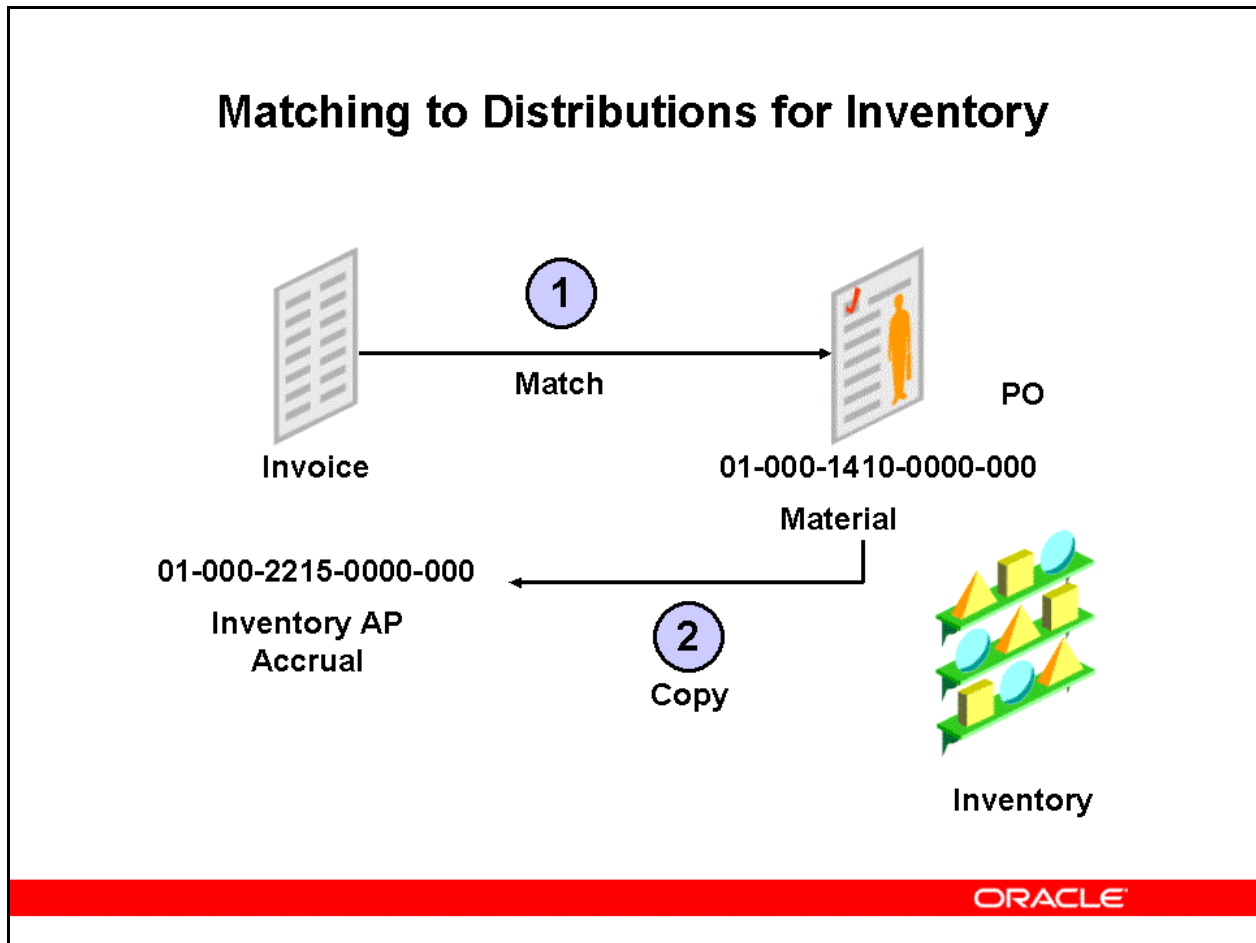 Matching to Distributions for Inventory
1
Match
Invoice
PO
01-000-1410-0000-000
Material
01-000-2215-0000-000
Inventory AP
Accrual
2
Copy
Inventory
ORACLE